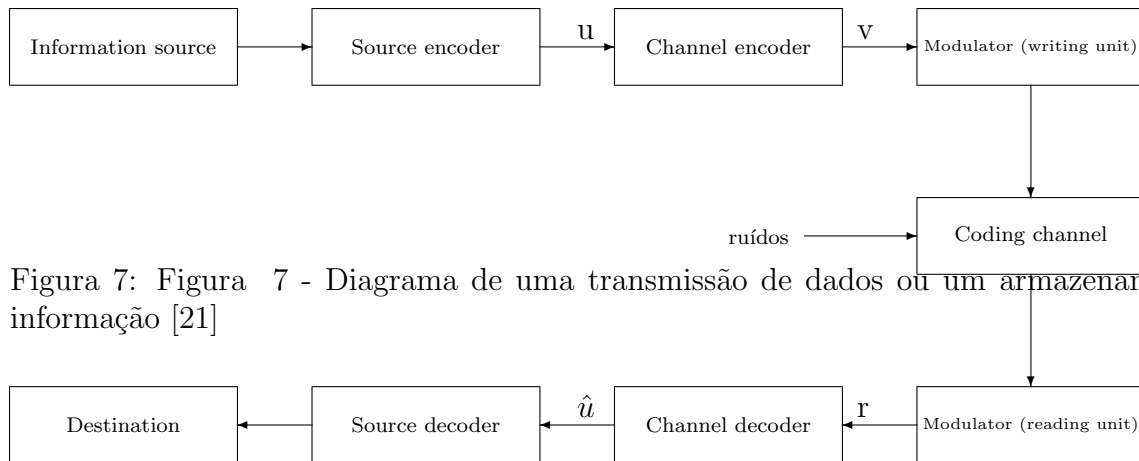 Information source
Source encoder
u
Channel encoder
v
Modulator (writing unit)
ruídos
Coding channel
Figura 7: Figura 7 - Diagrama de uma transmissão de dados ou um armazenar
informação [21]
Destination
Source decoder
û
Channel decoder
r
Modulator (reading unit)